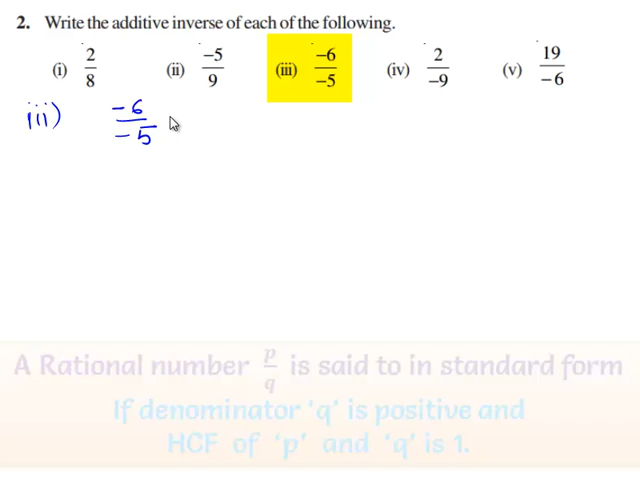 2. Write the additive inverse of each of the following.
(i) 2/8 (ii) −5/9 (iii) −6/−5 (iv) 2/−9 (v) 19/−6
iii) −6/−5
A Rational number p/q is said to in standard form
If denominator 'q' is positive and
HCF of 'p' and 'q' is 1.